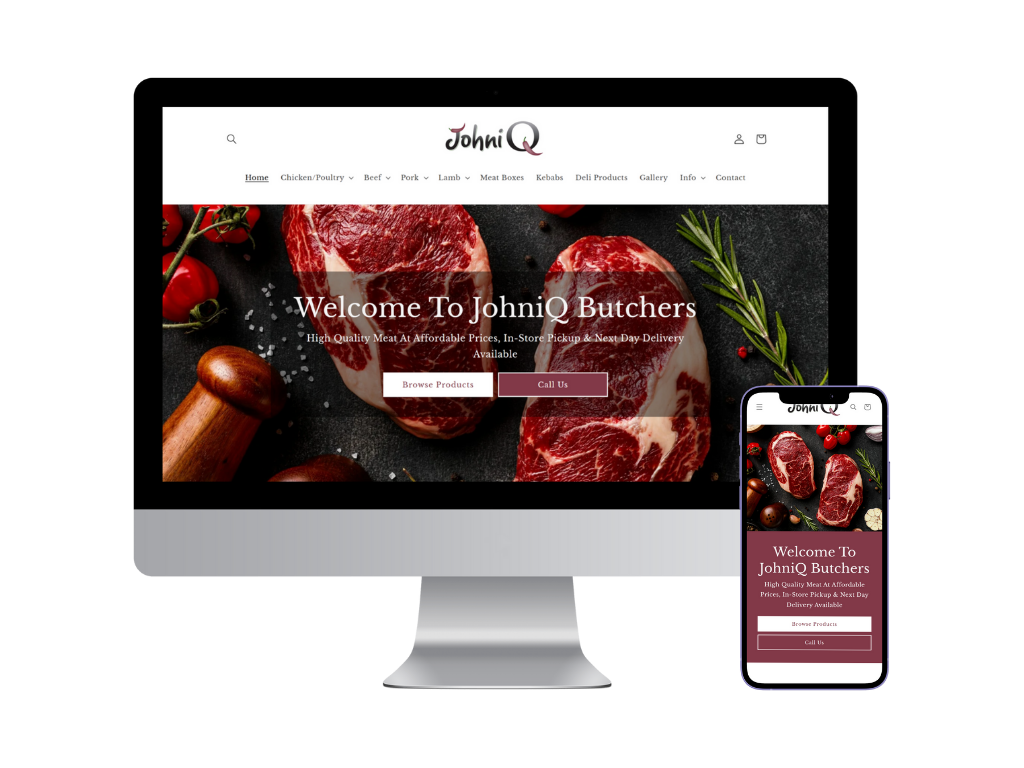 Johni Q
Home Chicken/Poultry Beef Pork Lamb Meat Boxes Kebabs Deli Products Gallery Info Contact
Welcome To JohniQ Butchers
High Quality Meat At Affordable Prices, In-Store Pickup & Next Day Delivery
Available
Browse Products Call Us
Johni Q
Welcome To
JohniQ Butchers
High Quality Meat At Affordable
Prices, In-Store Pickup & Next Day
Delivery Available
Browse Products
Call Us